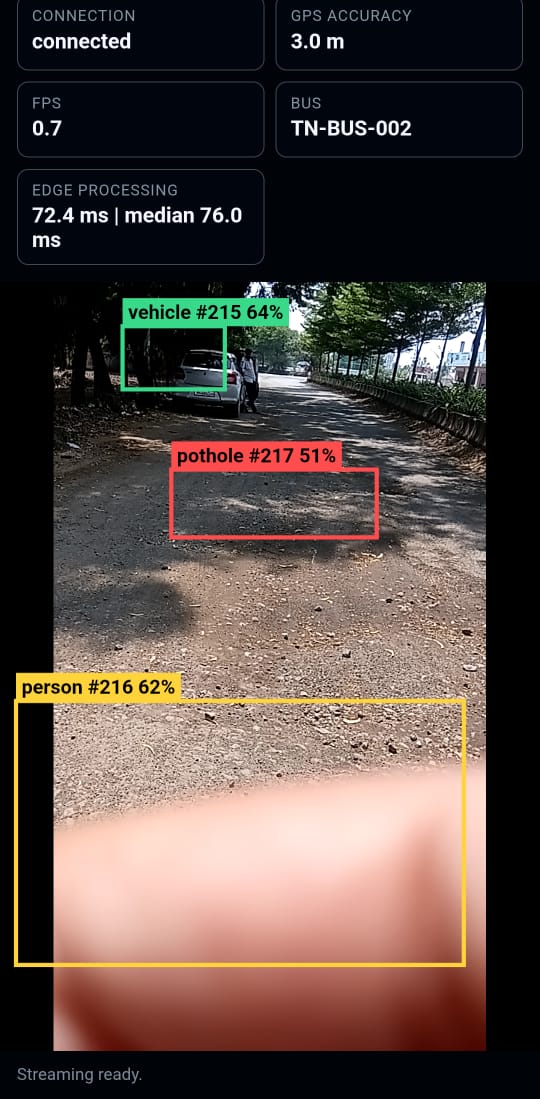 CONNECTION
connected
GPS ACCURACY
3.0 m
FPS
0.7
BUS
TN-BUS-002
EDGE PROCESSING
72.4 ms | median 76.0
ms
vehicle #215 64%
pothole #217 51%
person #216 62%
Streaming ready.